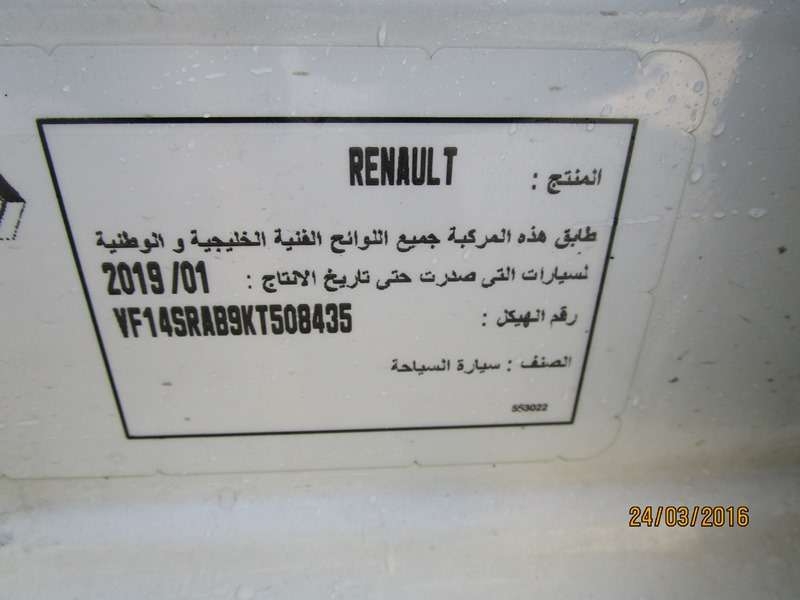 المنتج : RENAULT
طابق هذه المركبة جميع اللوائح الفنية الخليجية و الوطنية
لسيارات التى صدرت حتى تاريخ الانتاج : 2019 /01
رقم الهيكل : VF14SRAB9KT508435
الصنف : سيارة السياحة
553022
24/03/2016